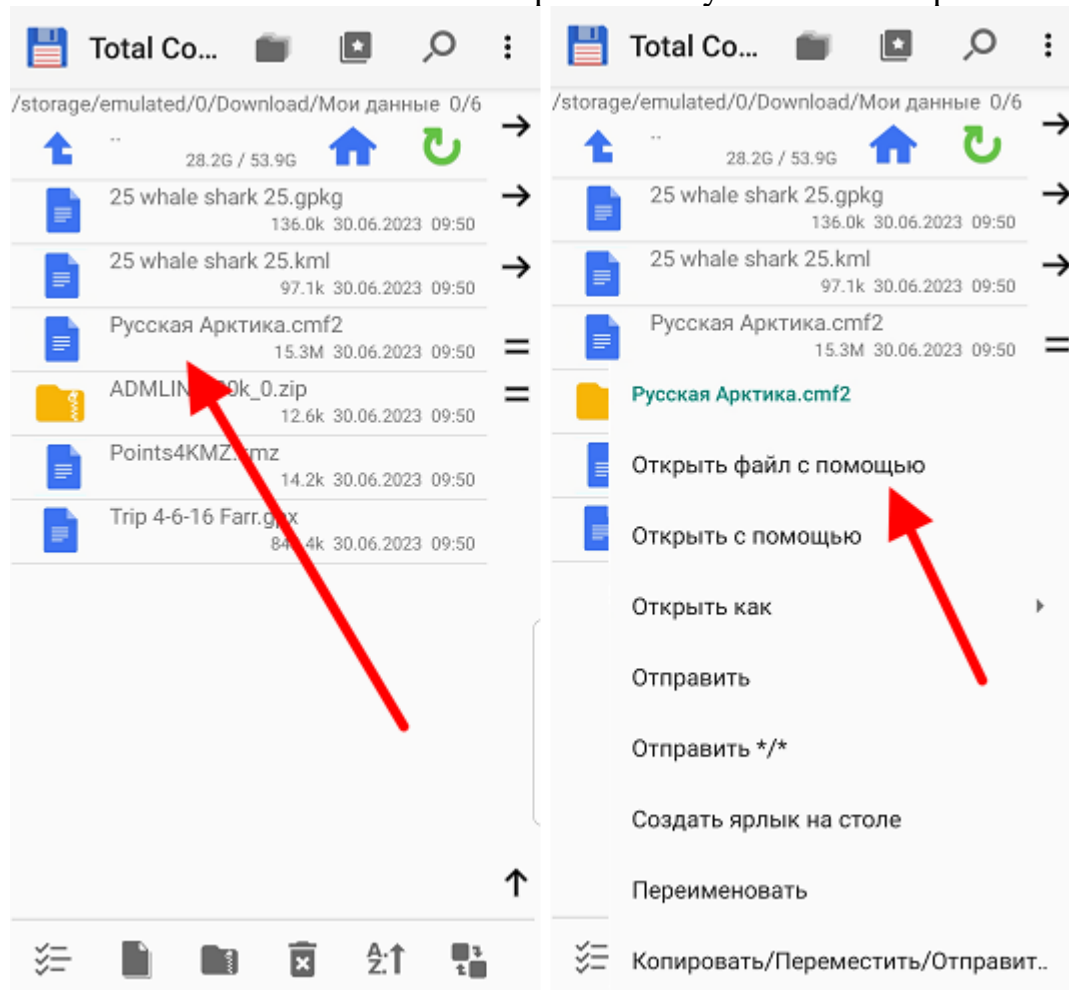 Total Co...
/storage/emulated/0/Download/Мои данные 0/6
..
28.2G / 53.9G
25 whale shark 25.gpkg
136.0k 30.06.2023 09:50
25 whale shark 25.kml
97.1k 30.06.2023 09:50
Русская Арктика.cmf2
15.3M 30.06.2023 09:50
12.6k 30.06.2023 09:50
14.2k 30.06.2023 09:50
Trip 4-6-16
30.06.2023 09:50
Total Co...
/storage/emulated/0/Download/Мои данные 0/6
..
28.2G / 53.9G
25 whale shark 25.gpkg
136.0k 30.06.2023 09:50
25 whale shark 25.kml
97.1k 30.06.2023 09:50
Русская Арктика.cmf2
15.3M 30.06.2023 09:50
Русская Арктика.cmf2
Открыть файл с помощью
Открыть с помощью
Открыть как
Отправить
Отправить */*
Создать ярлык на столе
Переименовать
Копировать/Переместить/Отправит..